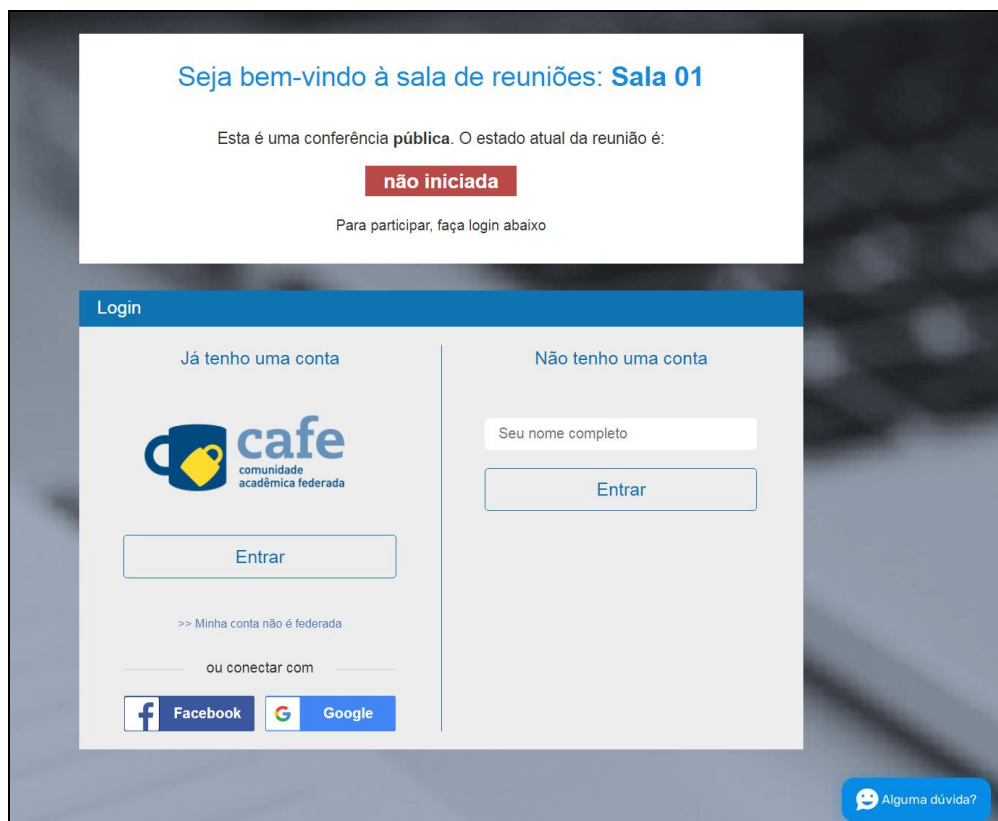 Seja bem-vindo à sala de reuniões: Sala 01
Esta é uma conferência pública. O estado atual da reunião é:
não iniciada
Para participar, faça login abaixo
Login
Já tenho uma conta
cafe
comunidade
acadêmica federada
Entrar
>> Minha conta não é federada
ou conectar com
Facebook
G Google
Não tenho uma conta
Seu nome completo
Entrar
Alguma dúvida?